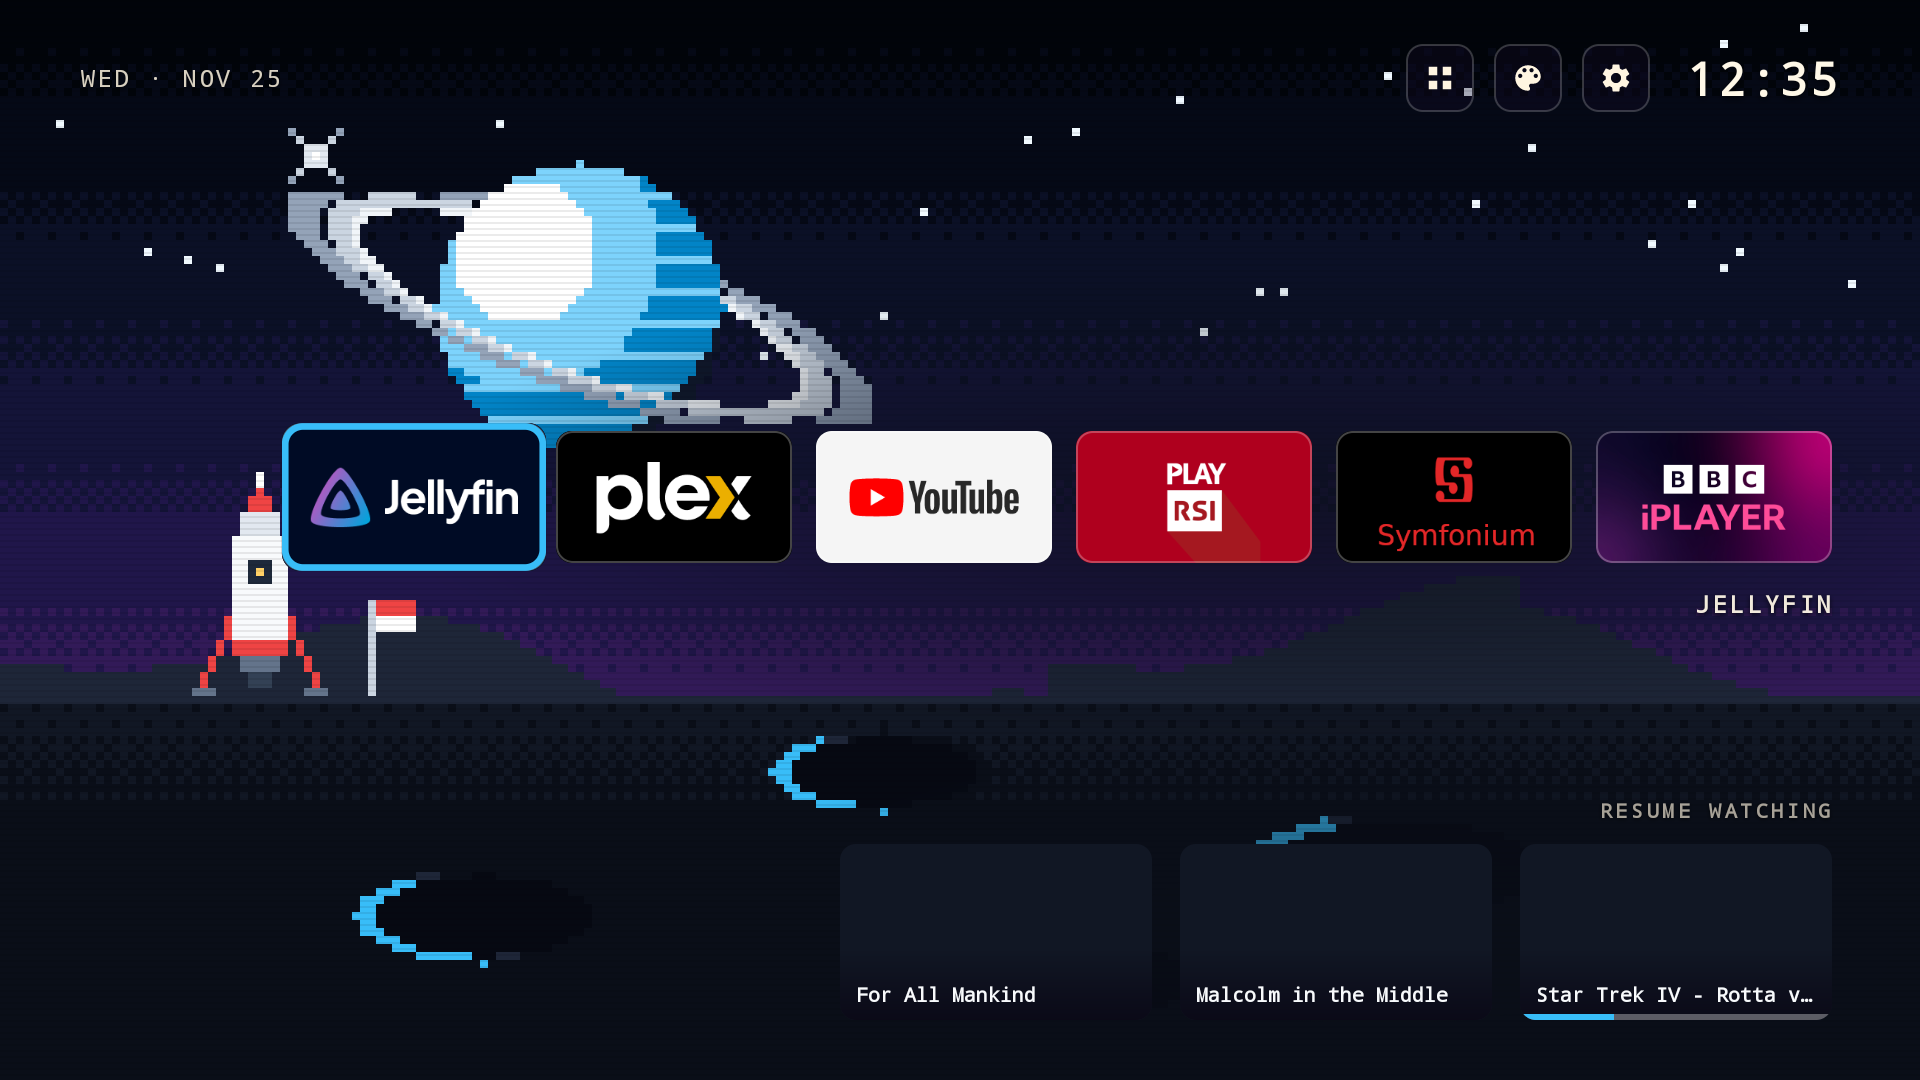 WED · NOV 25
12:35
Jellyfin
plex
YouTube
PLAY
RSI
Symfonium
BBC
iPLAYER
JELLYFIN
RESUME WATCHING
For All Mankind
Malcolm in the Middle
Star Trek IV - Rotta v…